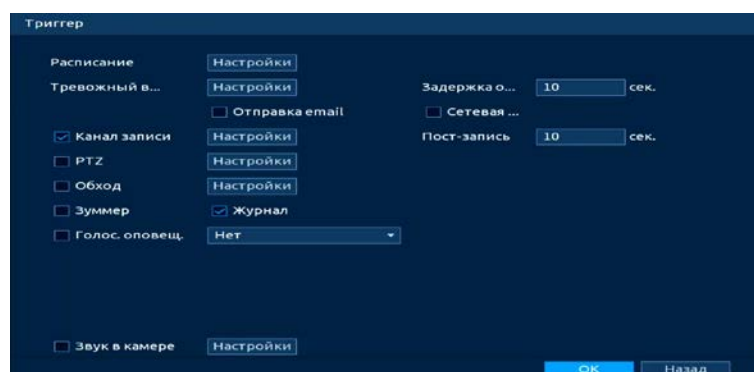 Триггер
Расписание Настройки
Тревожный в... Настройки Задержка о... 10 сек.
Отправка email Сетевая ...
Канал записи Настройки Пост-запись 10 сек.
PTZ Настройки
Обход Настройки
Зуммер Журнал
Голос. оповещ. Нет
Звук в камере Настройки
OK Назад